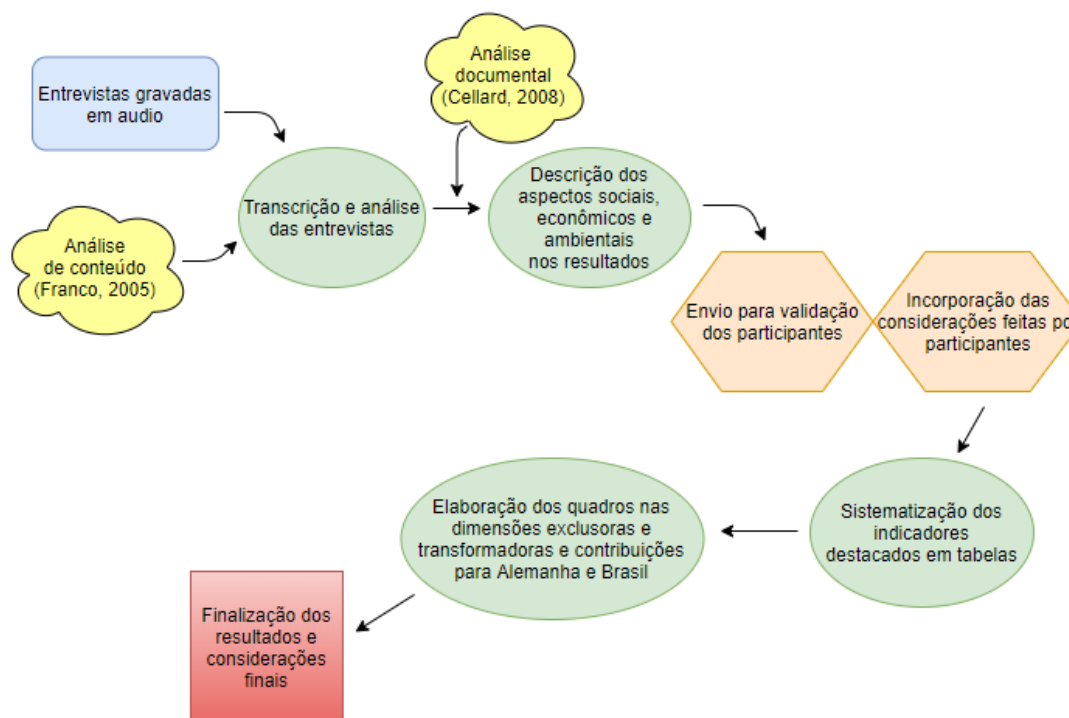 Entrevistas gravadas
em audio
Análise
documental
(Cellard, 2008)
Análise
de conteúdo
(Franco, 2005)
Transcrição e análise
das entrevistas
Descrição dos
aspectos sociais,
econômicos e
ambientais
nos resultados
Envio para validação
dos participantes
Incorporação das
considerações feitas po
participantes
Sistematização dos
indicadores
destacados em tabelas
Elaboração dos quadros nas
dimensões exclusoras e
transformadoras e contribuições
para Alemanha e Brasil
Finalização dos
resultados e
considerações
finais